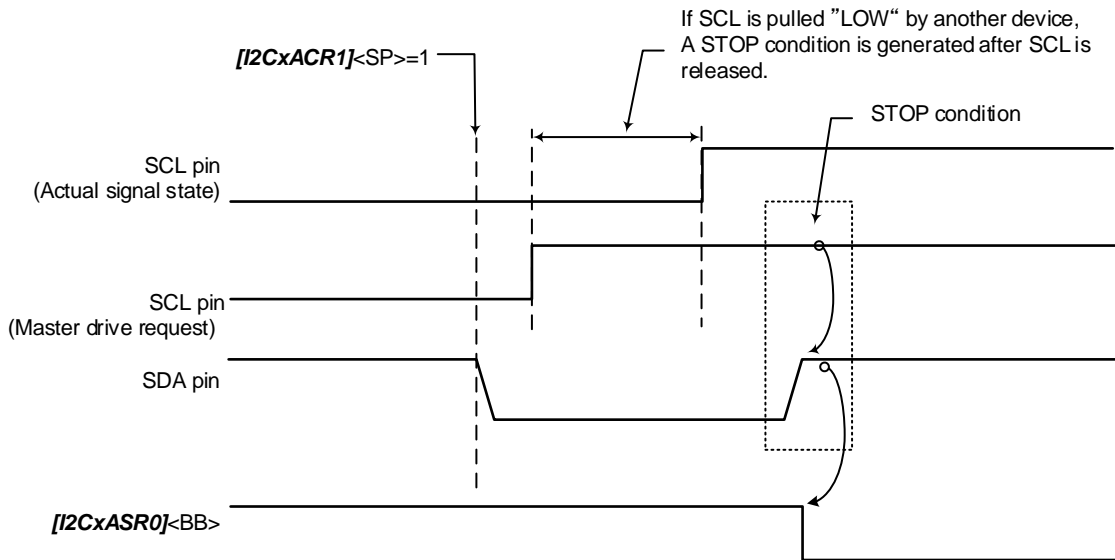 If SCL is pulled ”LOW“ by another device,
A STOP condition is generated after SCL is
released.
[I2CxACR1]<SP>=1
STOP condition
SCL pin
(Actual signal state)
SCL pin
(Master drive request)
SDA pin
[I2CxASR0]<BB>